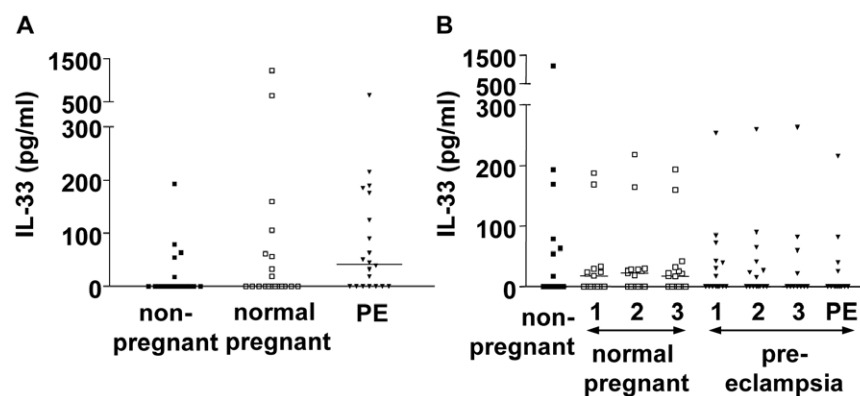 A
IL-33 (pg/ml)
1500
500
300
200
100
0
non-
pregnant
normal
pregnant
PE
B
IL-33 (pg/ml)
1500
500
300
200
100
0
non-
pregnant
1 2 3
normal
pregnant
1 2 3 PE
pre-
eclampsia